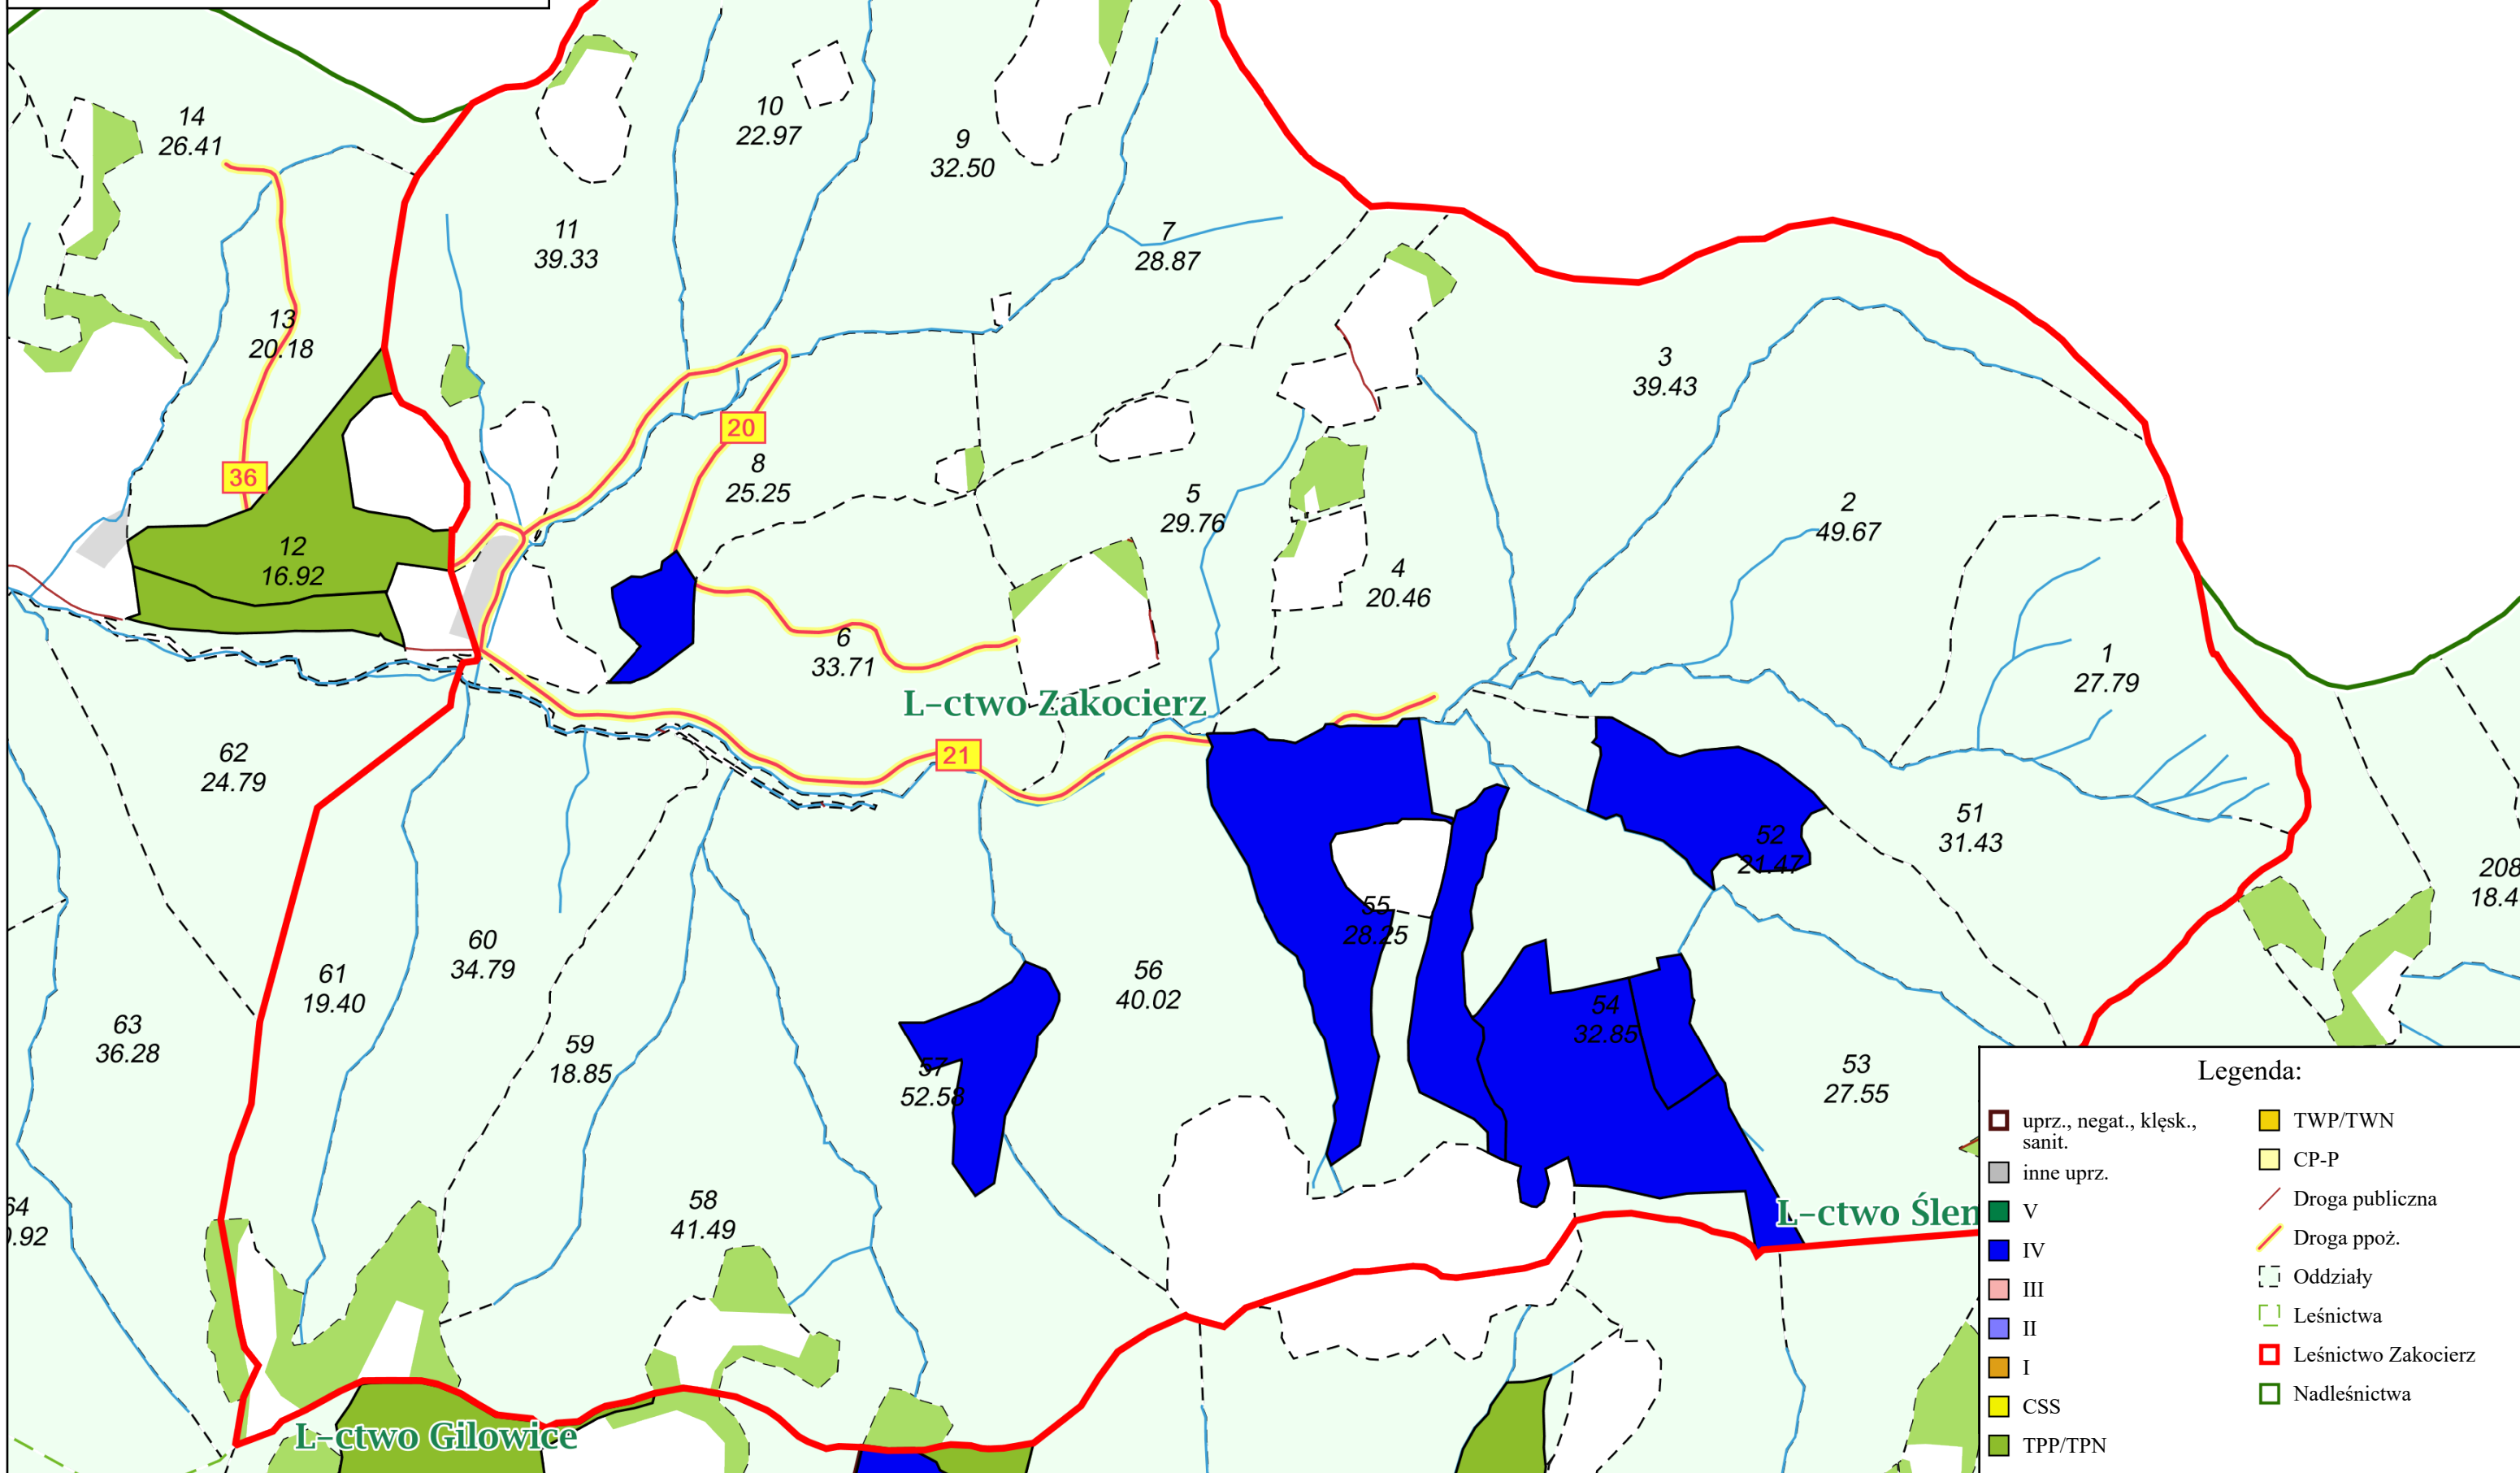 14
26.41
10
22.97
9
32.50
11
39.33
7
28.87
13
20.18
3
39.43
20
36
8
25.25
5
29.76
2
49.67
12
16.92
4
20.46
6
33.71
1
27.79
L-ctwo Zakocierz
62
24.79
21
51
31.43
52
21.47
208
55
28.25
60
34.79
61
19.40
56
40.02
54
32.85
63
36.28
59
18.85
57
52.58
53
27.55
58
41.49
L-ctwo Ślem
L-ctwo Gilowice
Legenda:
uprz., negat., klęsk.,
sanit.
inne uprz.
V
IV
III
II
I
CSS
TPP/TPN
TWP/TWN
CP-P
Droga publiczna
Droga ppoż.
Oddziały
Leśnictwa
Leśnictwo Zakocierz
Nadleśnictwa